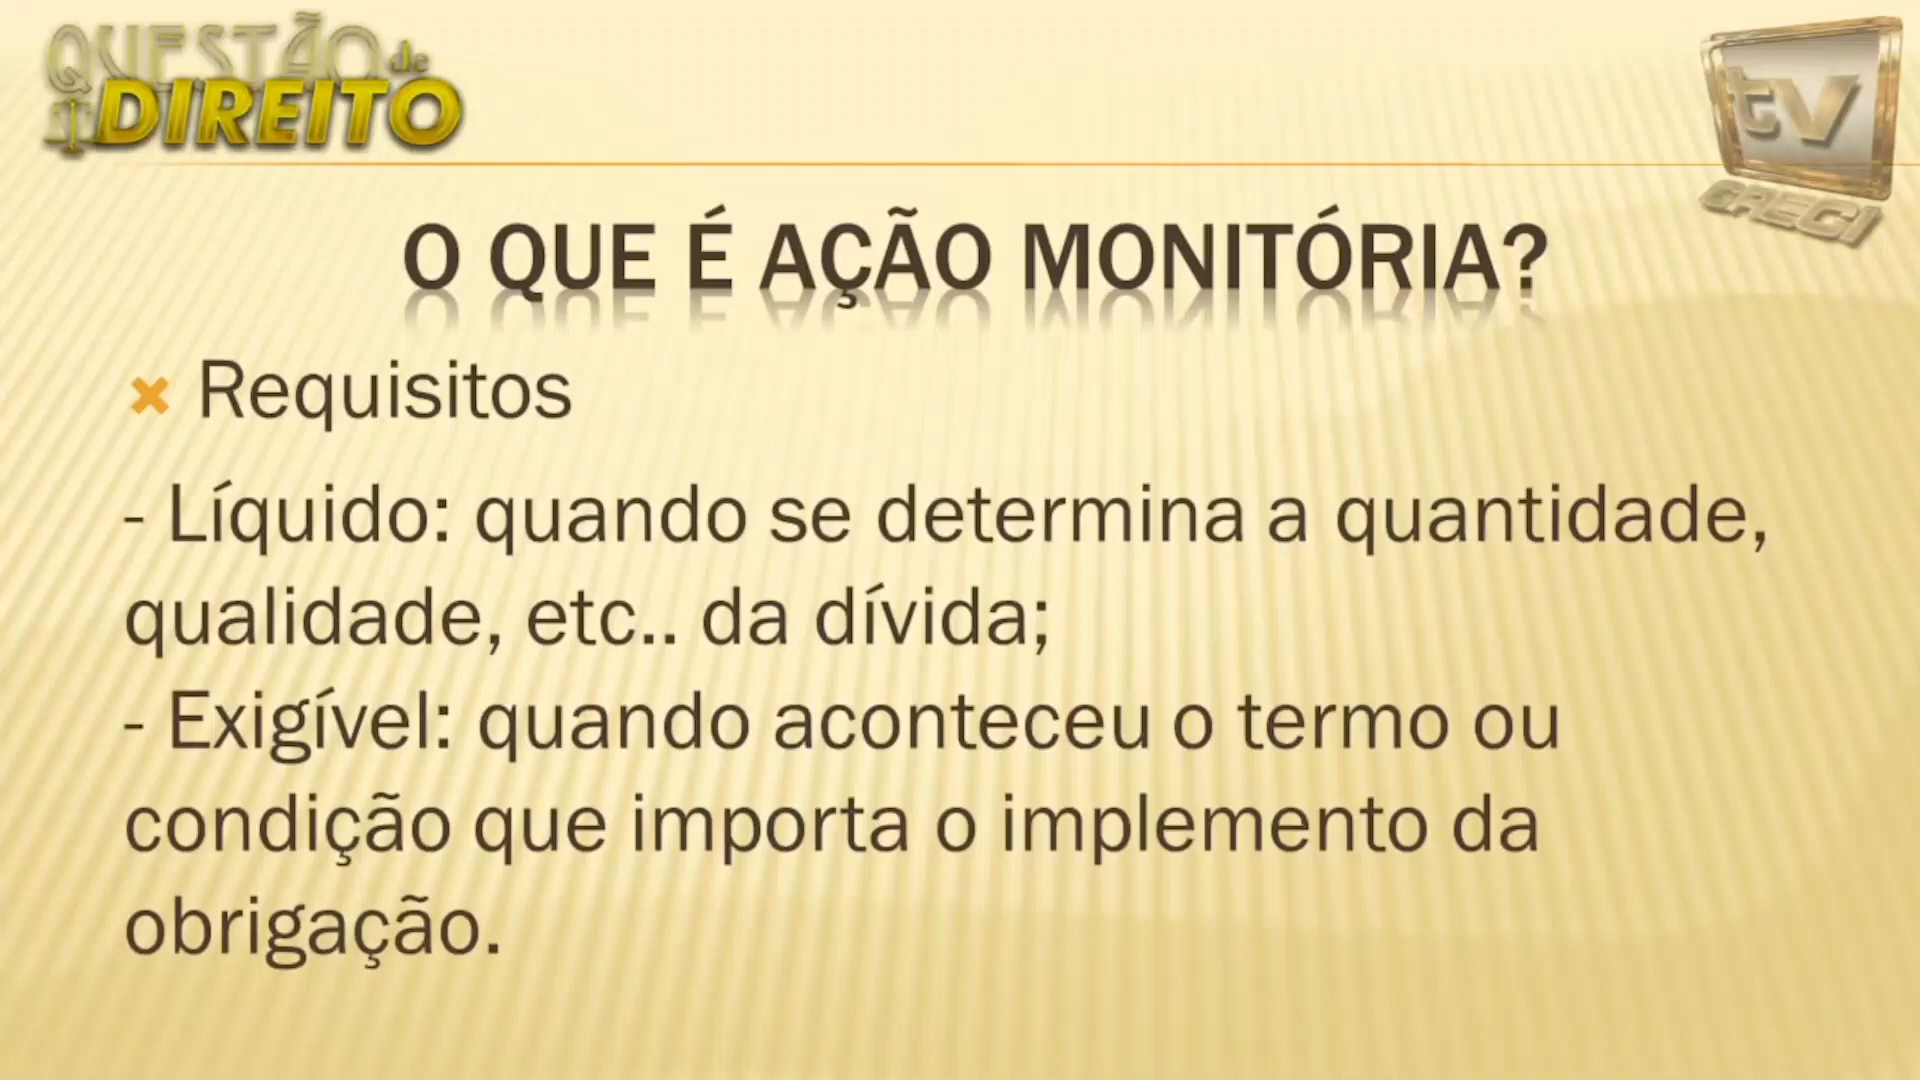 QUESTÃO de
DIREITO
tv
CRECI
O QUE É AÇÃO MONITÓRIA?
Requisitos
- Líquido: quando se determina a quantidade,
qualidade, etc.. da dívida;
- Exigível: quando aconteceu o termo ou
condição que importa o implemento da
obrigação.